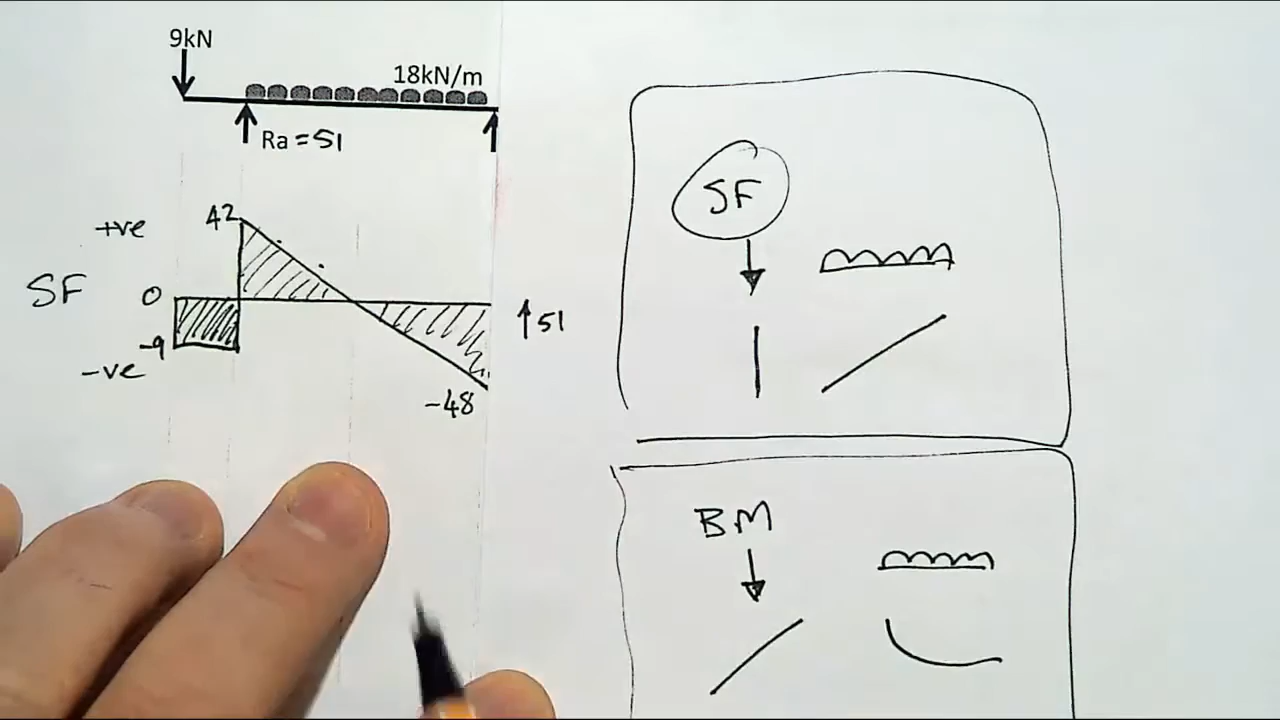 9kN
18kN/m
Ra = 51
42
+ve
SF
0
-9
-ve
51
-48
SF
BM